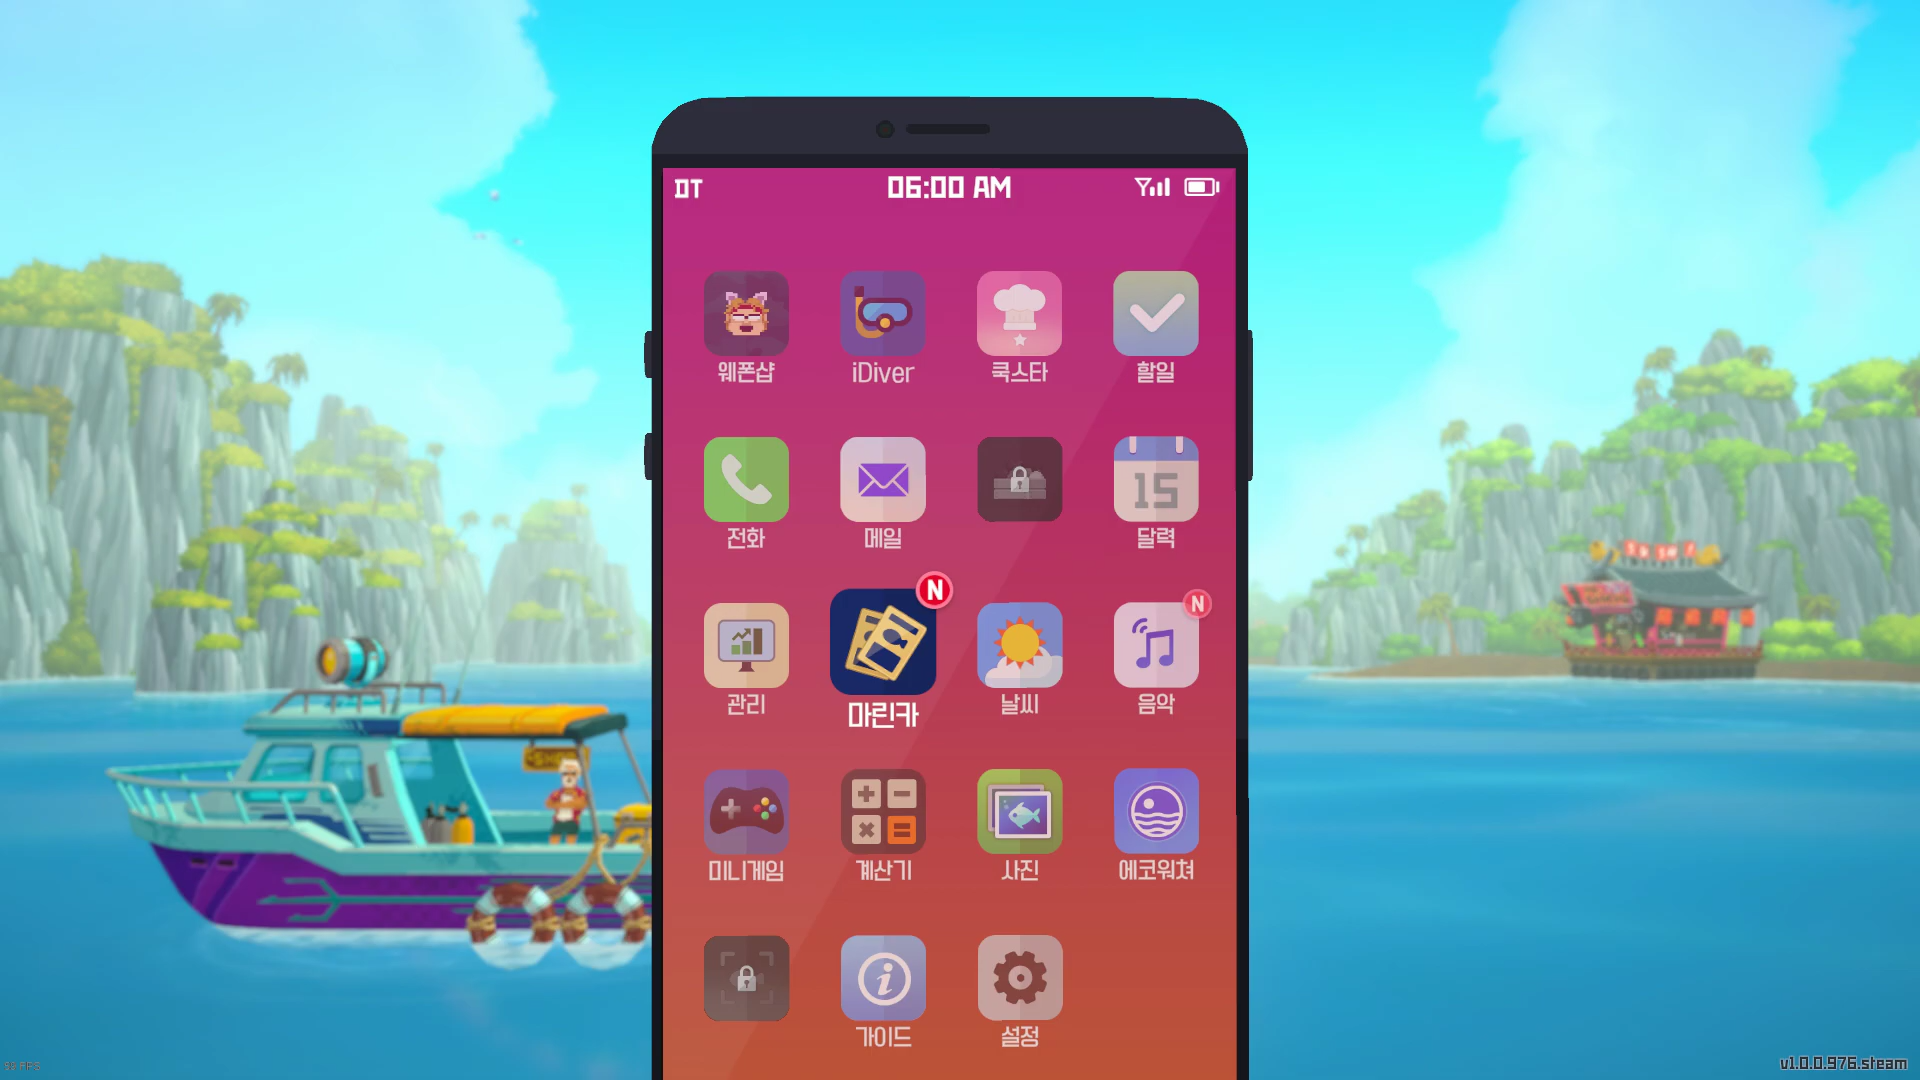 DT 06:00 AM
웨폰샵 iDiver 쿡스타 할일
15
전화 메일 달력
N N
관리 마린카 날씨 음악
미니게임 계산기 사진 에코워쳐
가이드 설정
v1.0.0.976.steam